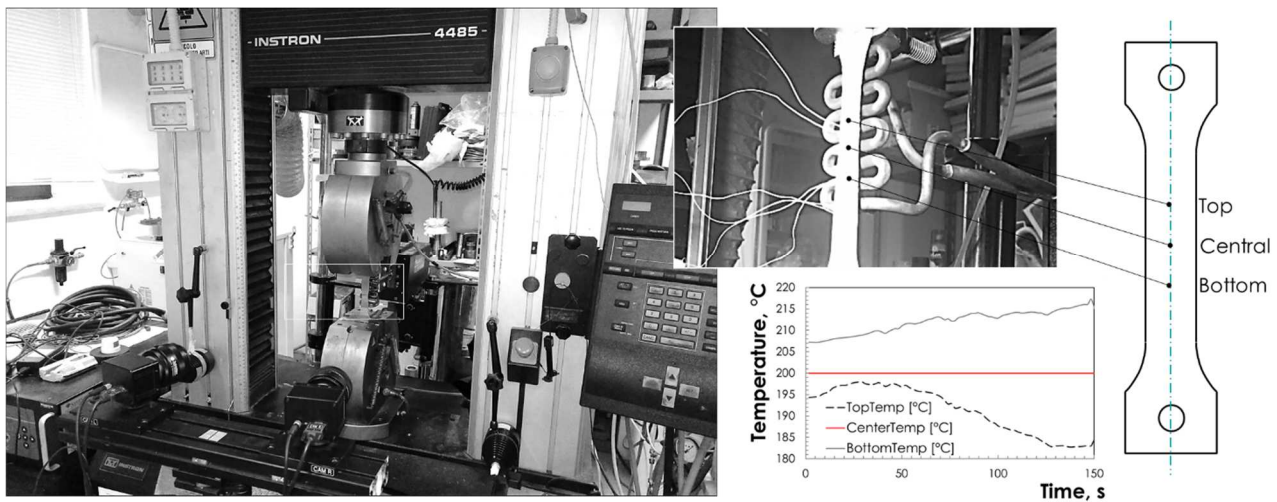 INSTRON 4485
CAM R
Top
Central
Bottom
Temperature, °C
220
215
210
205
200
195
190
185
180
TopTemp [°C]
CenterTemp [°C]
BottomTemp [°C]
0 50 100 150
Time, s